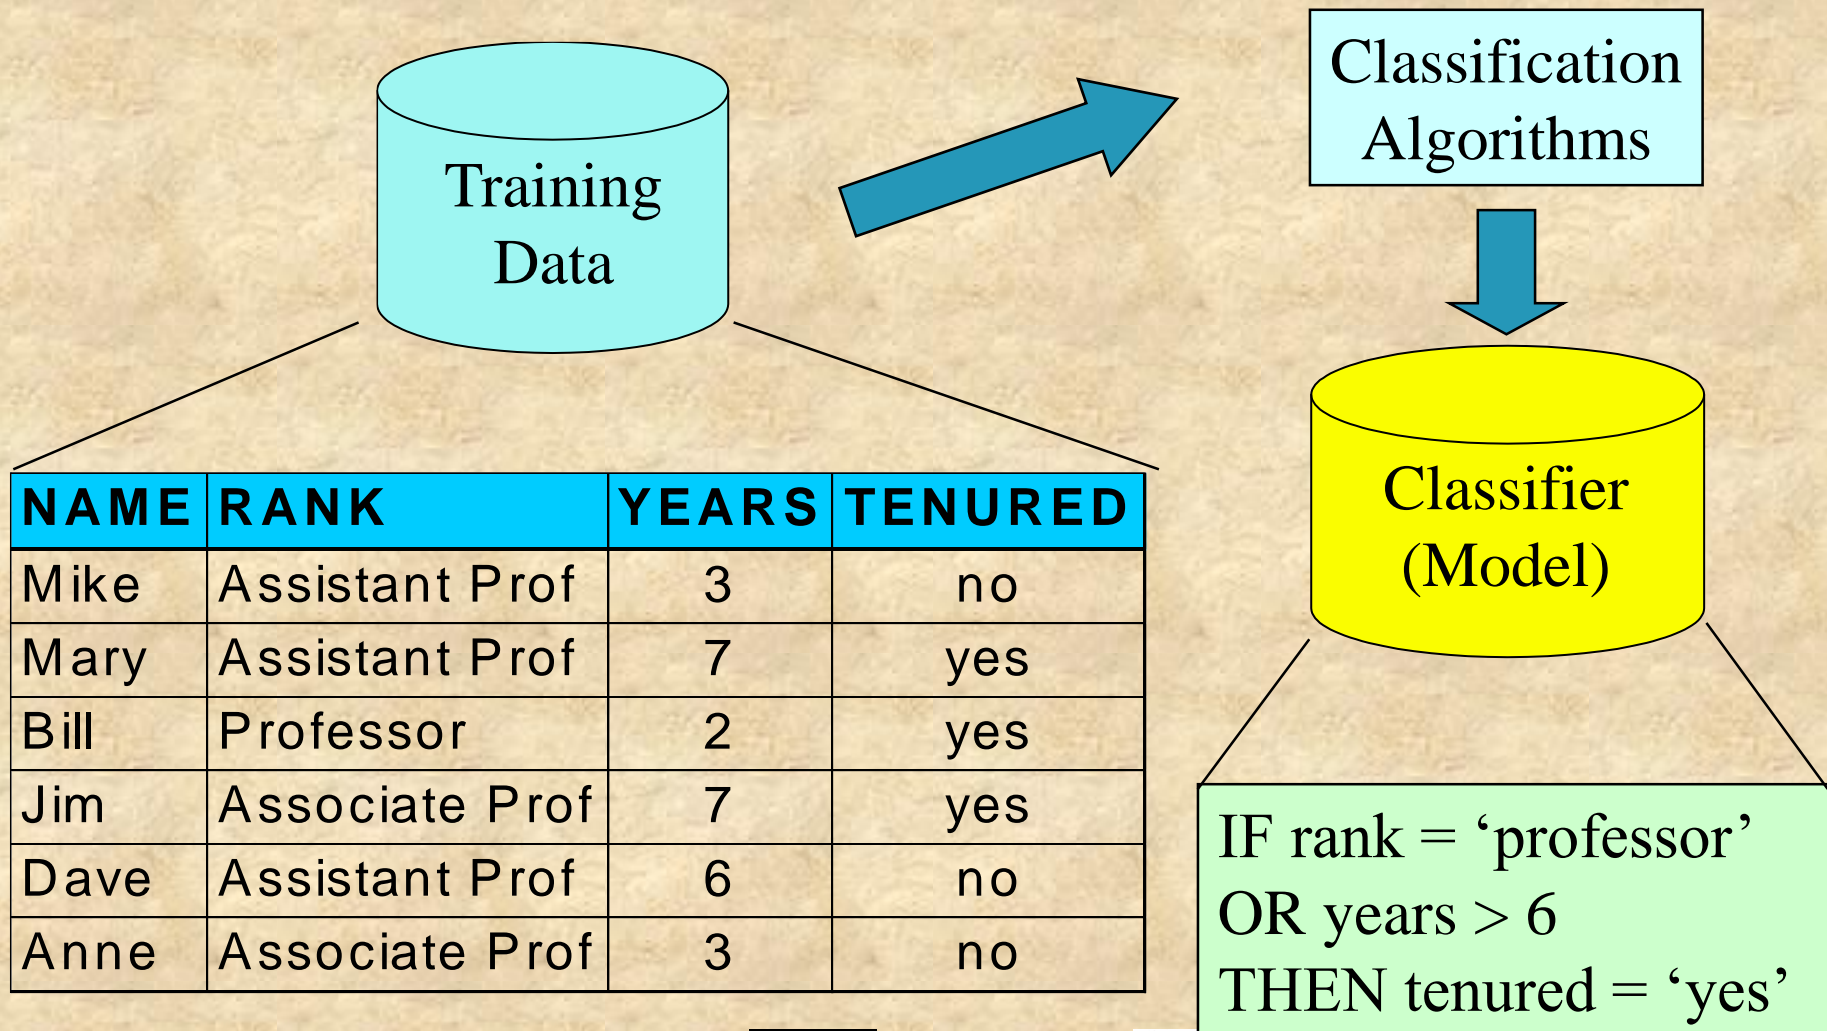 Training
Data
Classification
Algorithms
NAME RANK YEARS TENURED
Mike Assistant Prof 3 no
Mary Assistant Prof 7 yes
Bill Professor 2 yes
Jim Associate Prof 7 yes
Dave Assistant Prof 6 no
Anne Associate Prof 3 no
Classifier
(Model)
IF rank = ‘professor’
OR years > 6
THEN tenured = ‘yes’